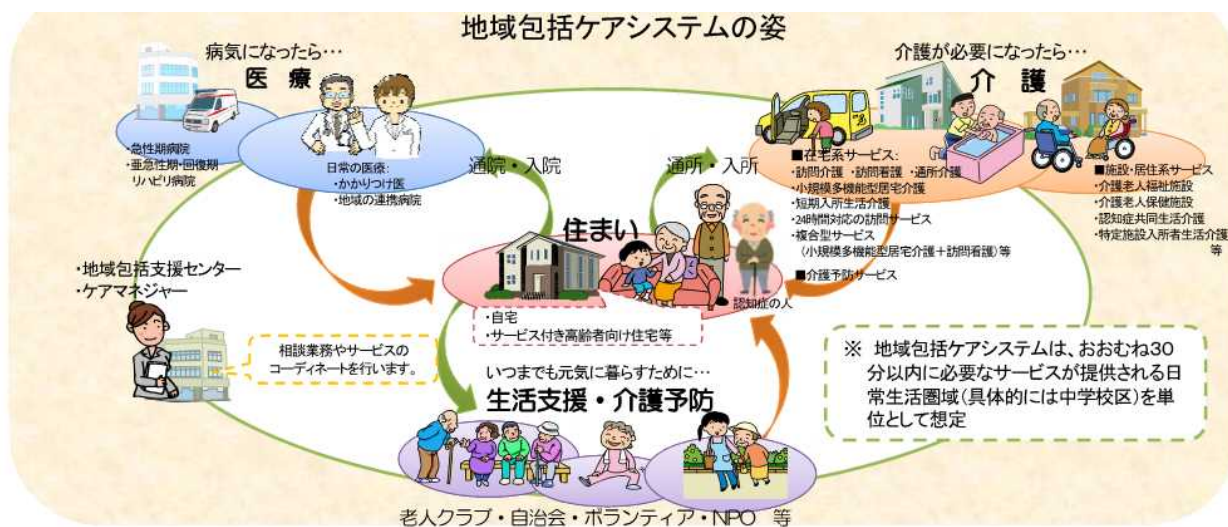 地域包括ケアシステムの姿
病気になったら…
医 療
・急性期病院
・亜急性期・回復期
リハビリ病院
日常の医療:
・かかりつけ医
・地域の連携病院
通院・入院
通所・入所
介護が必要になったら…
介 護
■在宅系サービス:
・訪問介護 ・訪問看護 ・通所介護
・小規模多機能型居宅介護
・短期入所生活介護
・24時間対応の訪問サービス
・複合型サービス
(小規模多機能型居宅介護+訪問看護)等
■介護予防サービス
■施設・居住系サービス
・介護老人福祉施設
・介護老人保健施設
・認知症共同生活介護
・特定施設入所者生活介護
等
住まい
認知症の人
・自宅
・サービス付き高齢者向け住宅等
・地域包括支援センター
・ケアマネジャー
相談業務やサービスの
コーディネートを行います。
いつまでも元気に暮らすために…
生活支援・介護予防
老人クラブ・自治会・ボランティア・NPO 等
※ 地域包括ケアシステムは、おおむね30
分以内に必要なサービスが提供される日
常生活圏域(具体的には中学校区)を単
位として想定